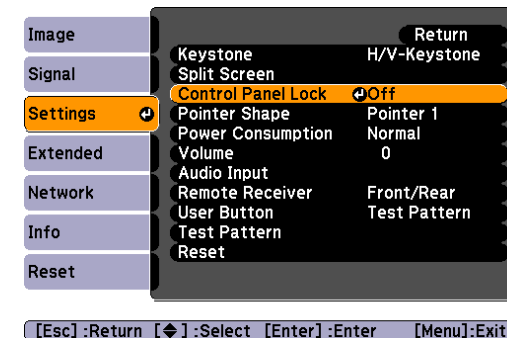 Image
Signal
Settings
Extended
Network
Info
Reset
Return
Keystone H/V-Keystone
Split Screen
Control Panel Lock Off
Pointer Shape Pointer 1
Power Consumption Normal
Volume 0
Audio Input
Remote Receiver Front/Rear
User Button Test Pattern
Test Pattern
Reset
[Esc] :Return [◆] :Select [Enter] :Enter [Menu]:Exit